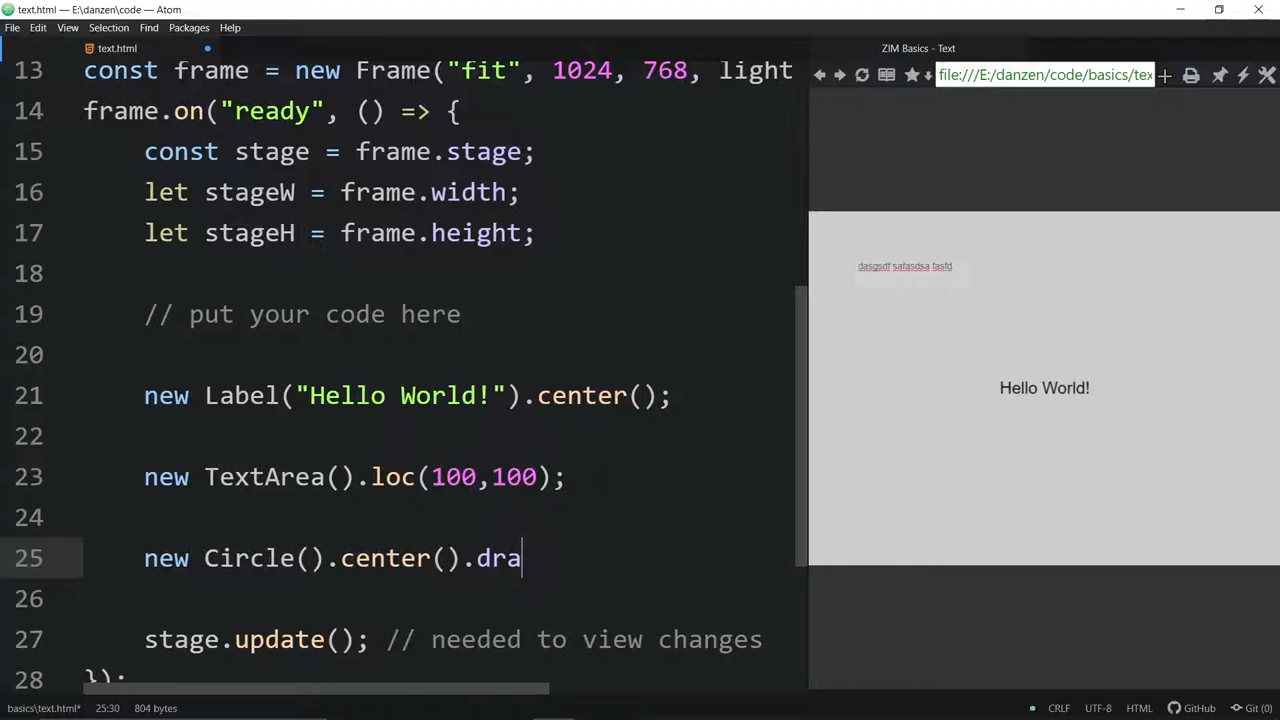 text.html — E:\danzen\code — Atom
File Edit View Selection Find Packages Help
text.html
ZIM Basics - Text
file:///E:/danzen/code/basics/tex
13 const frame = new Frame("fit", 1024, 768, light
14 frame.on("ready", () => {
15 const stage = frame.stage;
16 let stageW = frame.width;
17 let stageH = frame.height;
18
19 // put your code here
20
21 new Label("Hello World!").center();
22
23 new TextArea().loc(100,100);
24
25 new Circle().center().dra
26
27 stage.update(); // needed to view changes
28 });
dasgsdf safasdsa fasfd
Hello World!
basics\text.html* 25:30 804 bytes CRLF UTF-8 HTML GitHub Git (0)